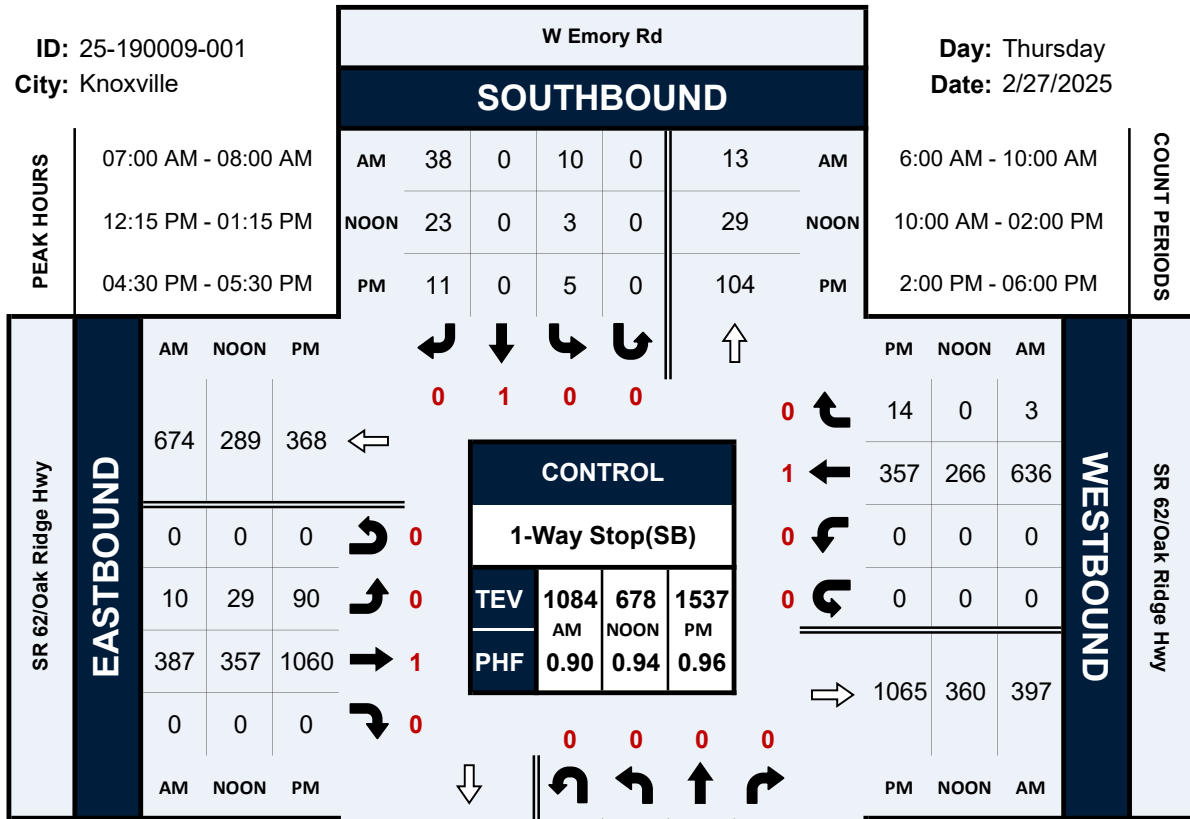 ID: 25-190009-001
City: Knoxville
W Emory Rd
SOUTHBOUND
Day: Thursday
Date: 2/27/2025
PEAK HOURS
07:00 AM - 08:00 AM
12:15 PM - 01:15 PM
04:30 PM - 05:30 PM
AM 38 0 10 0 13 AM
NOON 23 0 3 0 29 NOON
PM 11 0 5 0 104 PM
6:00 AM - 10:00 AM
10:00 AM - 02:00 PM
2:00 PM - 06:00 PM
COUNT PERIODS
0 1 0 0
SR 62/Oak Ridge Hwy
EASTBOUND
AM NOON PM
674 289 368
0 0 0 0
10 29 90 0
387 357 1060 1
0 0 0 0
AM NOON PM
CONTROL
1-Way Stop(SB)
TEV 1084 678 1537
AM NOON PM
PHF 0.90 0.94 0.96
PM NOON AM
0 14 0 3
1 357 266 636
0 0 0 0
0 0 0 0
1065 360 397
PM NOON AM
WESTBOUND
SR 62/Oak Ridge Hwy
0 0 0 0